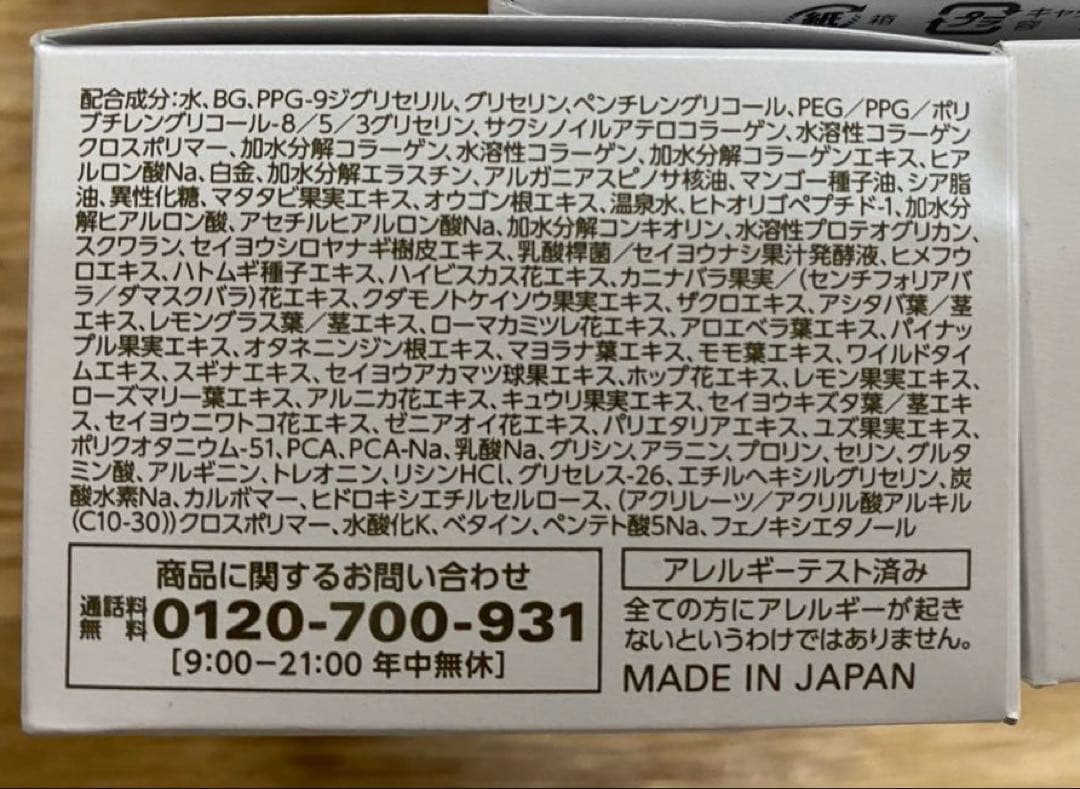 紙 箱
キャッ
配合成分:水、BG、PPG-9ジグリセリル、グリセリン、ペンチレングリコール、PEG/PPG/ポリ
ブチレングリコール-8/5/3グリセリン、サクシノイルアテロコラーゲン、水溶性コラーゲン
クロスポリマー、加水分解コラーゲン、水溶性コラーゲン、加水分解コラーゲンエキス、ヒア
ルロン酸Na、白金、加水分解エラスチン、アルガニアスピノサ核油、マンゴー種子油、シア脂
油、異性化糖、マタタビ果実エキス、オウゴン根エキス、温泉水、ヒトオリゴペプチド-1、加水分
解ヒアルロン酸、アセチルヒアルロン酸Na、加水分解コンキオリン、水溶性プロテオグリカン、
スクワラン、セイヨウシロヤナギ樹皮エキス、乳酸桿菌/セイヨウナシ果汁発酵液、ヒメフウ
ロエキス、ハトムギ種子エキス、ハイビスカス花エキス、カニナバラ果実/(センチフォリアバ
ラ/ダマスクバラ)花エキス、クダモノトケイソウ果実エキス、ザクロエキス、アシタバ葉/茎
エキス、レモングラス葉/茎エキス、ローマカミツレ花エキス、アロエベラ葉エキス、パイナッ
プル果実エキス、オタネニンジン根エキス、マヨラナ葉エキス、モモ葉エキス、ワイルドタイ
ムエキス、スギナエキス、セイヨウアカマツ球果エキス、ホップ花エキス、レモン果実エキス、
ローズマリー葉エキス、アルニカ花エキス、キュウリ果実エキス、セイヨウキズタ葉/茎エキ
ス、セイヨウニワトコ花エキス、ゼニアオイ花エキス、パリエタリアエキス、ユズ果実エキス、
ポリクオタニウム-51、PCA、PCA-Na、乳酸Na、グリシン、アラニン、プロリン、セリン、グルタ
ミン酸、アルギニン、トレオニン、リシンHCl、グリセレス-26、エチルヘキシルグリセリン、炭
酸水素Na、カルボマー、ヒドロキシエチルセルロース、(アクリレーツ/アクリル酸アルキル
(C10-30))クロスポリマー、水酸化K、ベタイン、ペンテト酸5Na、フェノキシエタノール
商品に関するお問い合わせ
通話料無料 0120-700-931
[9:00-21:00 年中無休]
アレルギーテスト済み
全ての方にアレルギーが起き
ないというわけではありません。
MADE IN JAPAN